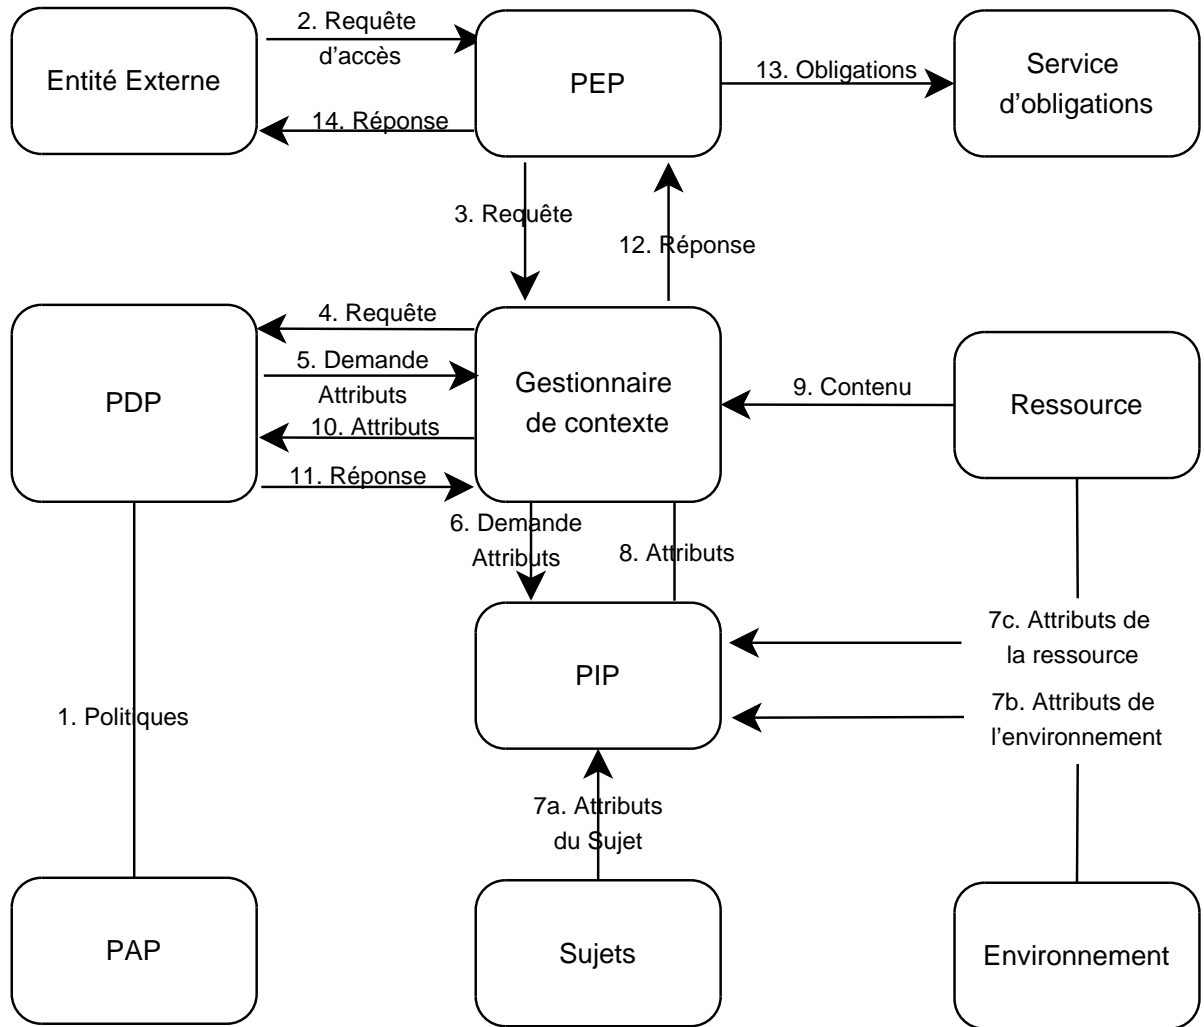 2. Requête
d'accès
Entité Externe
PEP
13. Obligations
Service
d'obligations
14. Réponse
3. Requête
12. Réponse
4. Requête
5. Demande
Attributs
PDP
10. Attributs
11. Réponse
Gestionnaire
de contexte
9. Contenu
Ressource
6. Demande
Attributs
8. Attributs
7c. Attributs de
la ressource
PIP
7b. Attributs de
l'environnement
1. Politiques
7a. Attributs
du Sujet
PAP
Sujets
Environnement